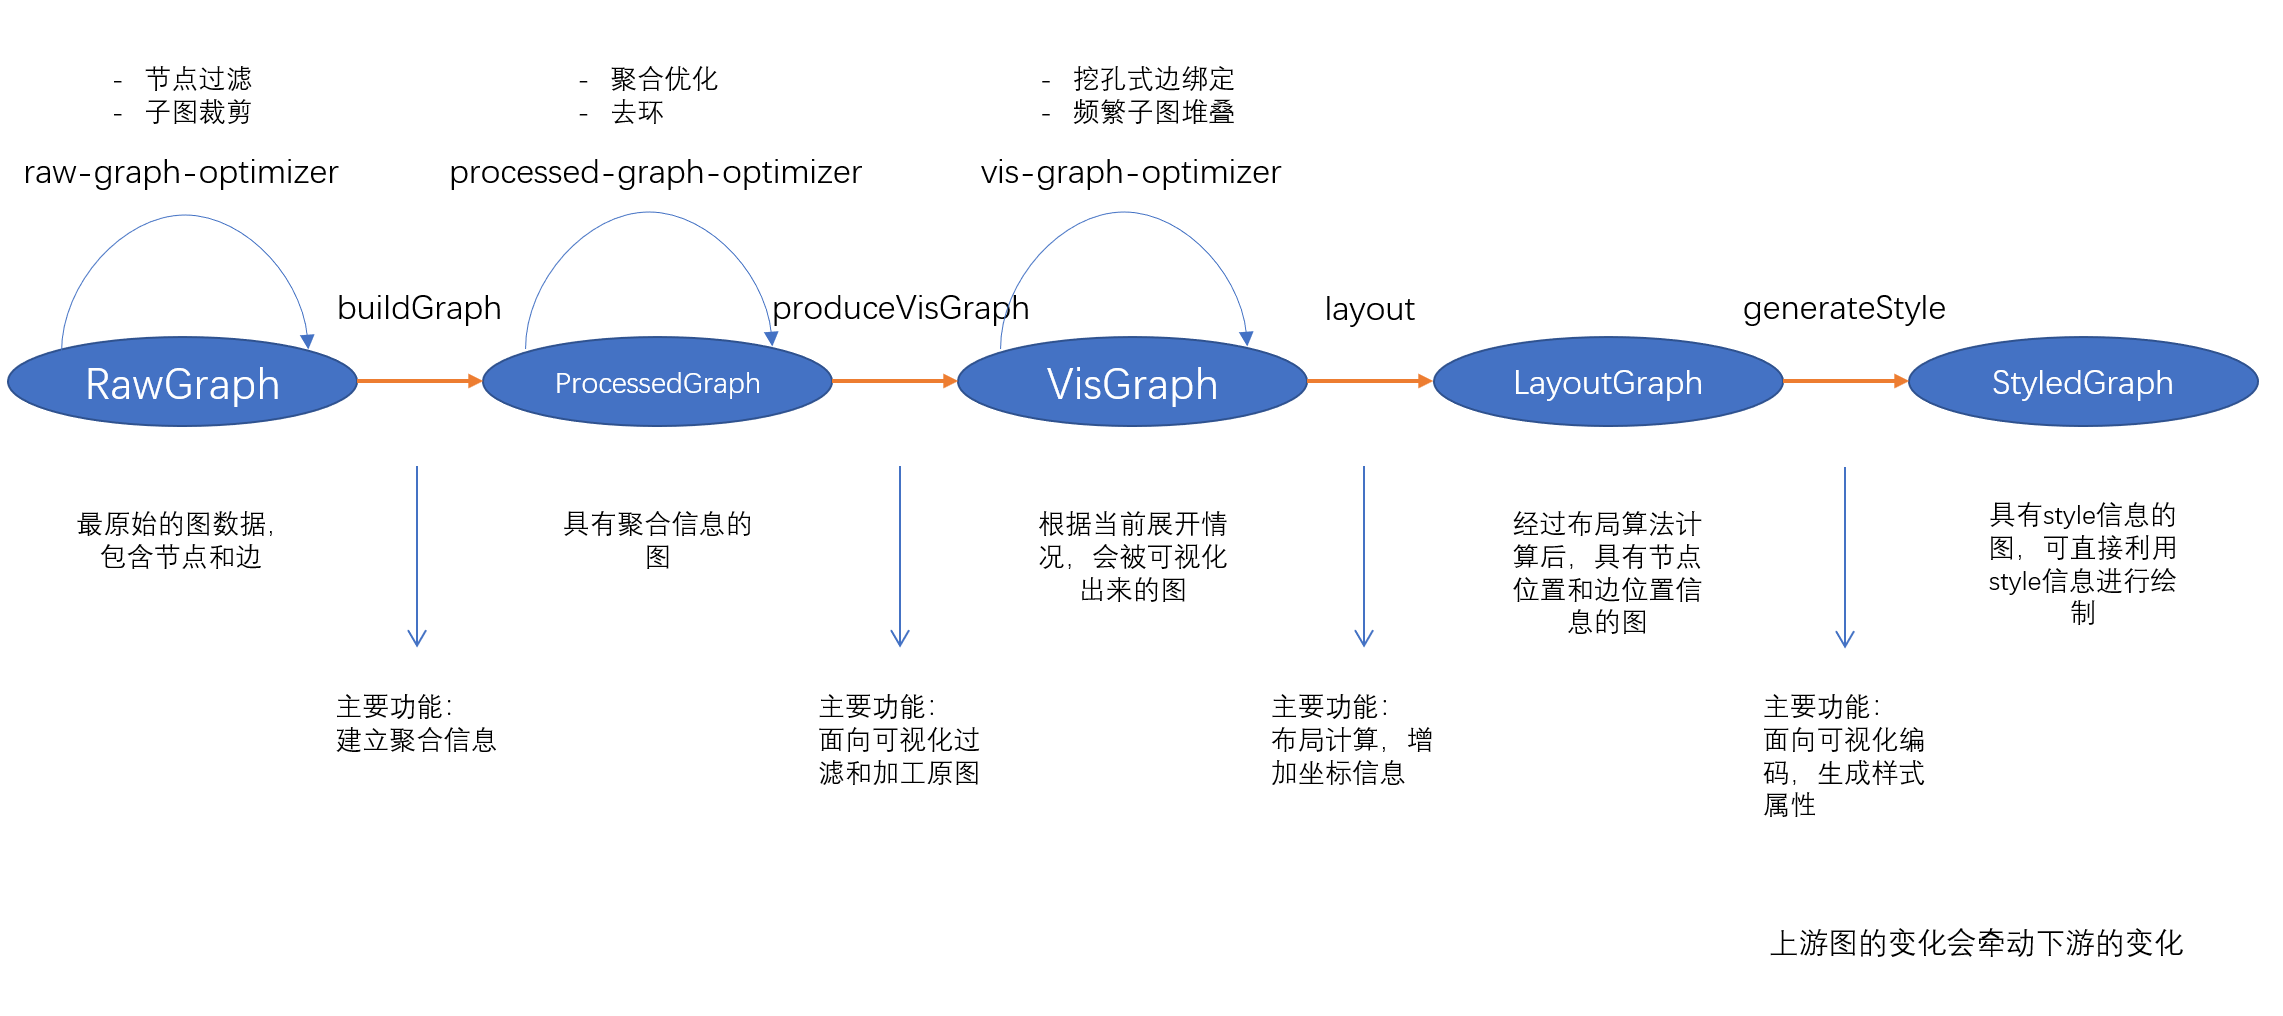 - 节点过滤
- 子图裁剪
- 聚合优化
- 去环
- 挖孔式边绑定
- 频繁子图堆叠
raw-graph-optimizer
processed-graph-optimizer
vis-graph-optimizer
buildGraph
produceVisGraph
layout
generateStyle
RawGraph
ProcessedGraph
VisGraph
LayoutGraph
StyledGraph
最原始的图数据，
包含节点和边
具有聚合信息的
图
根据当前展开情
况，会被可视化
出来的图
经过布局算法计
算后，具有节点
位置和边位置信
息的图
具有style信息的
图，可直接利用
style信息进行绘
制
主要功能：
建立聚合信息
主要功能：
面向可视化过
滤和加工原图
主要功能：
布局计算，增
加坐标信息
主要功能：
面向可视化编
码，生成样式
属性
上游图的变化会牵动下游的变化